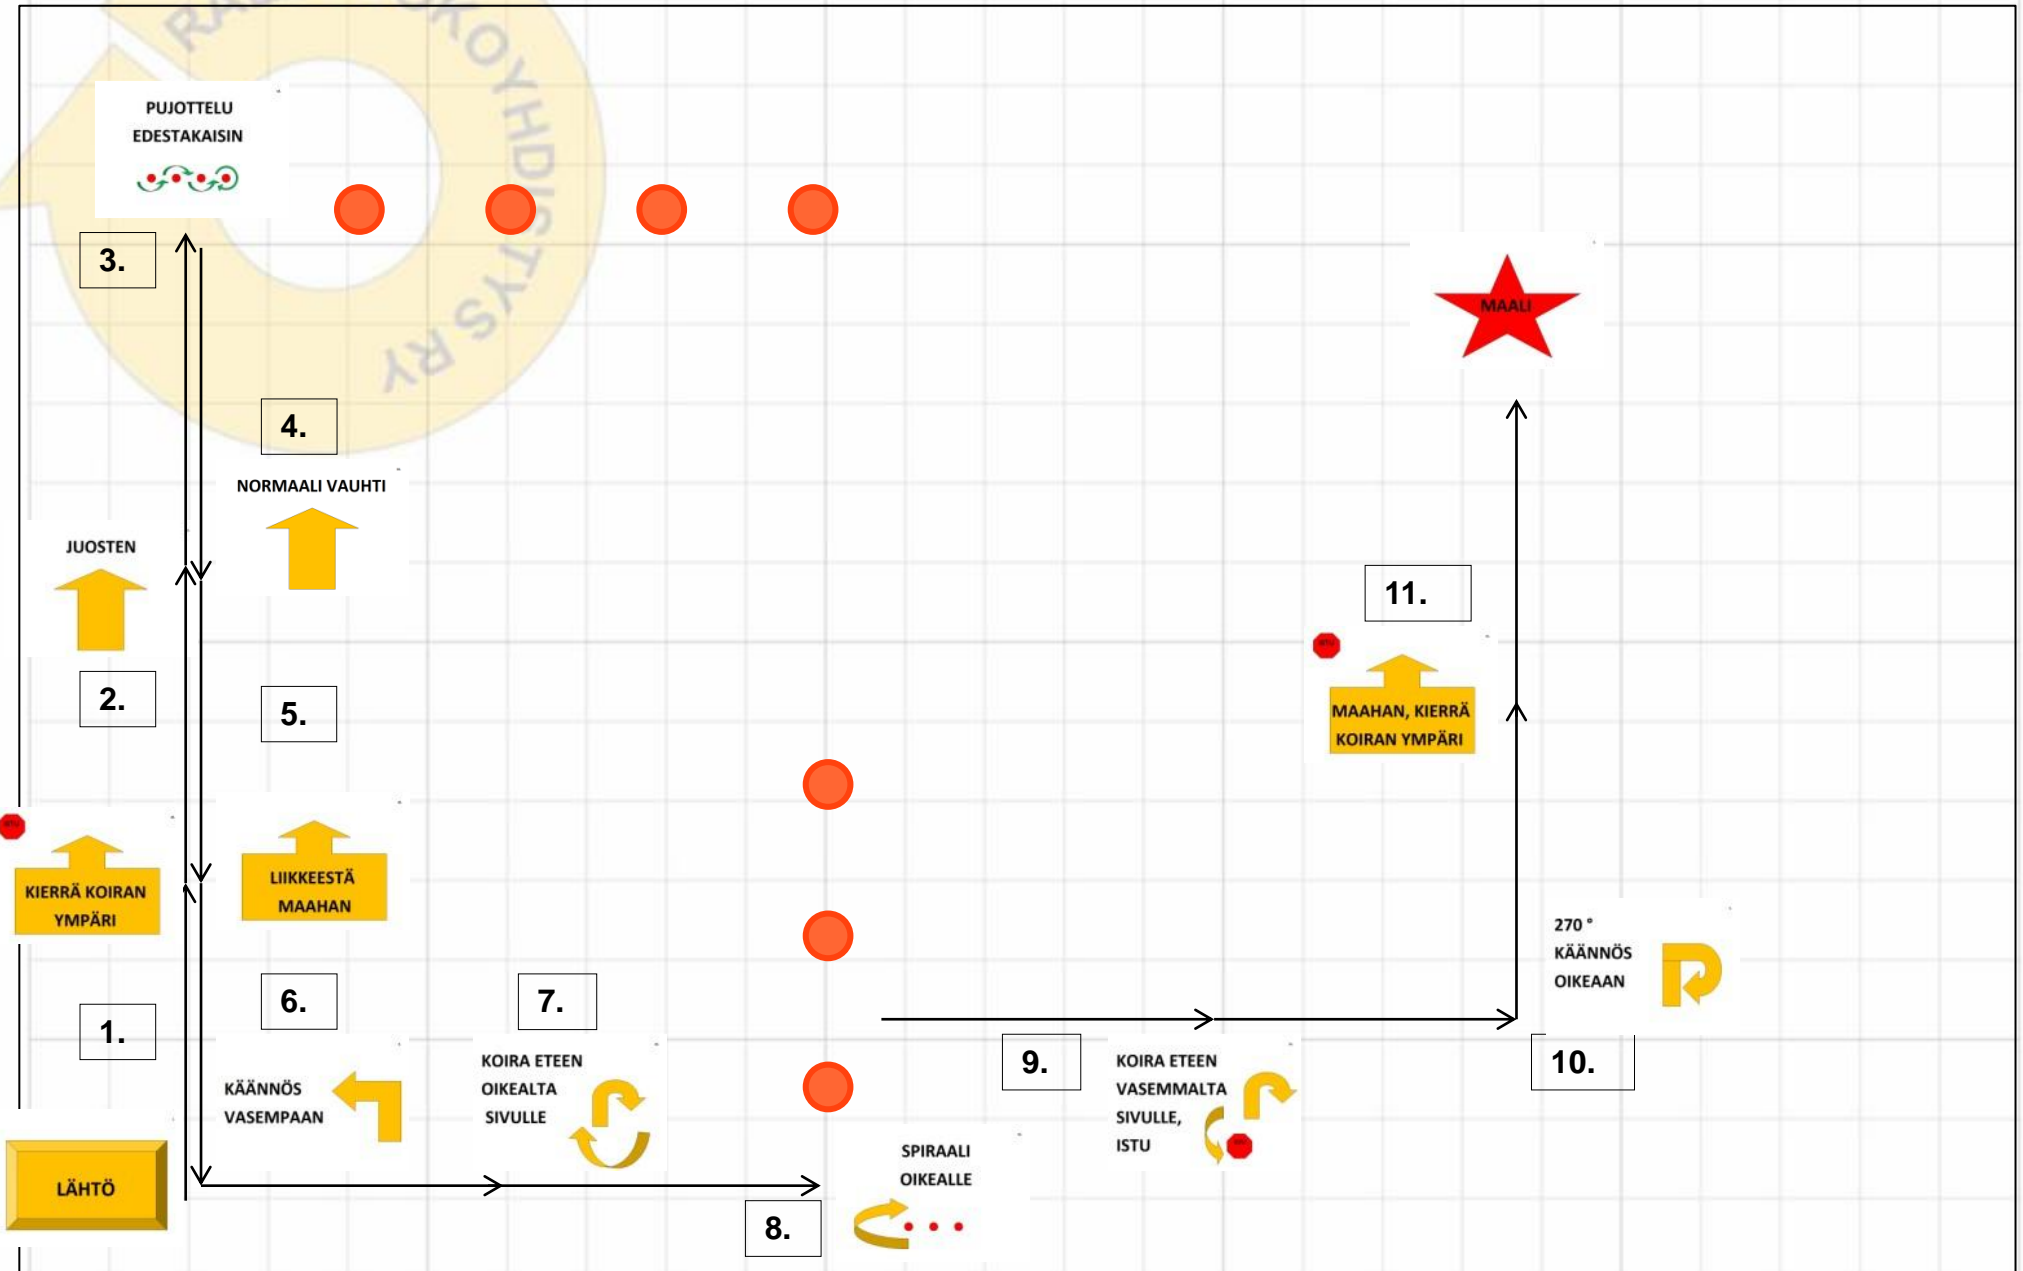 PUJOTTELU
EDESTAKAISIN
KOYHDISTYS RY
3.
MAALI
4.
NORMAALI VAUHTI
JUOSTEN
11.
2.
5.
MAAHAN, KIERRÄ
KOIRAN YMPÄRI
KIERRÄ KOIRAN
YMPÄRI
LIIKKEESTÄ
MAAHAN
270 °
KÄÄNNÖS
OIKEAAN
1.
6.
7.
9.
10.
KÄÄNNÖS
VASEMPAAN
KOIRA ETEEN
OIKEALTA
SIVULLE
KOIRA ETEEN
VASEMMALTA
SIVULLE,
ISTU
LÄHTÖ
8.
SPIRAALI
OIKEALLE